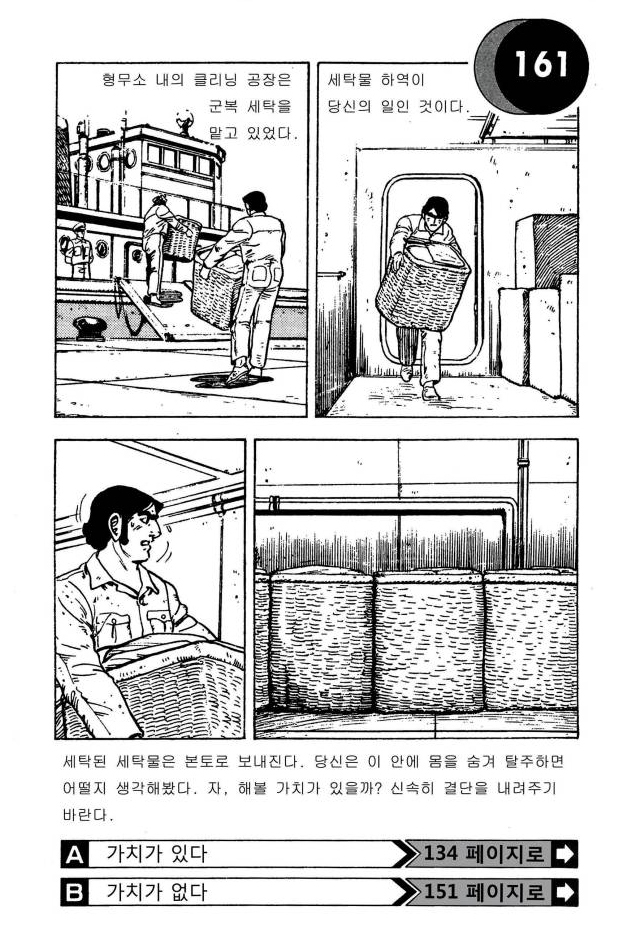 161
형무소 내의 클리닝 공장은
군복 세탁을
맡고 있었다.
세탁물 하역이
당신의 일인 것이다.
세탁된 세탁물은 본토로 보내진다. 당신은 이 안에 몸을 숨겨 탈주하면
어떨지 생각해봤다. 자, 해볼 가치가 있을까? 신속히 결단을 내려주기
바란다.
A 가치가 있다 134 페이지로
B 가치가 없다 151 페이지로